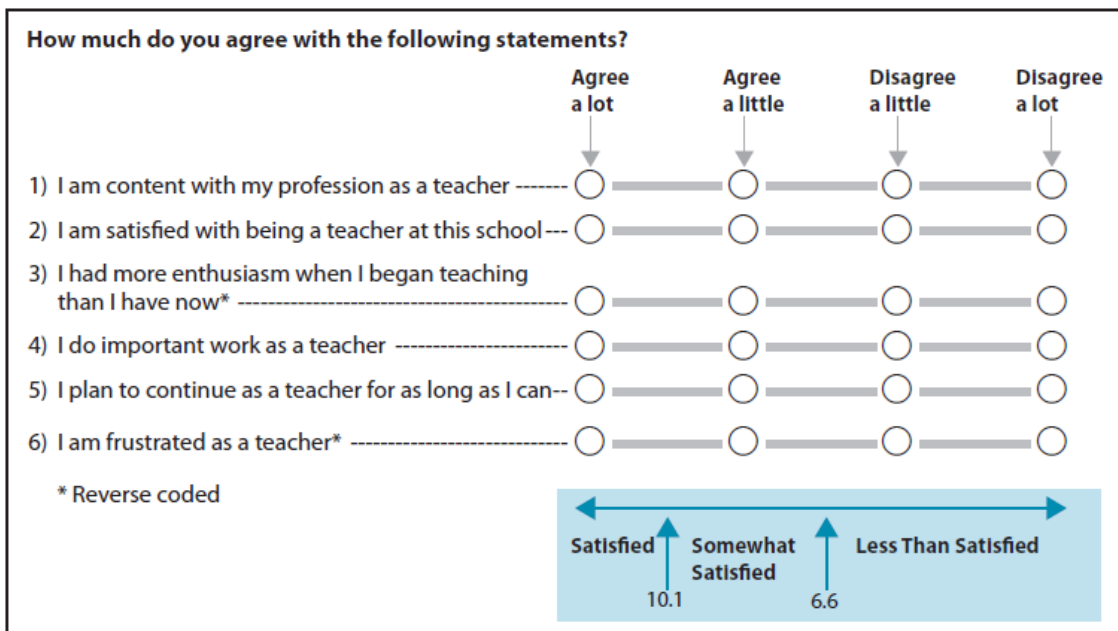 How much do you agree with the following statements?
Agree a lot
Agree a little
Disagree a little
Disagree a lot
1) I am content with my profession as a teacher -------
2) I am satisfied with being a teacher at this school---
3) I had more enthusiasm when I began teaching
than I have now* ----------------------------------------------
4) I do important work as a teacher ------------------------
5) I plan to continue as a teacher for as long as I can--
6) I am frustrated as a teacher* ------------------------------
* Reverse coded
Satisfied
Somewhat Satisfied
Less Than Satisfied
10.1
6.6